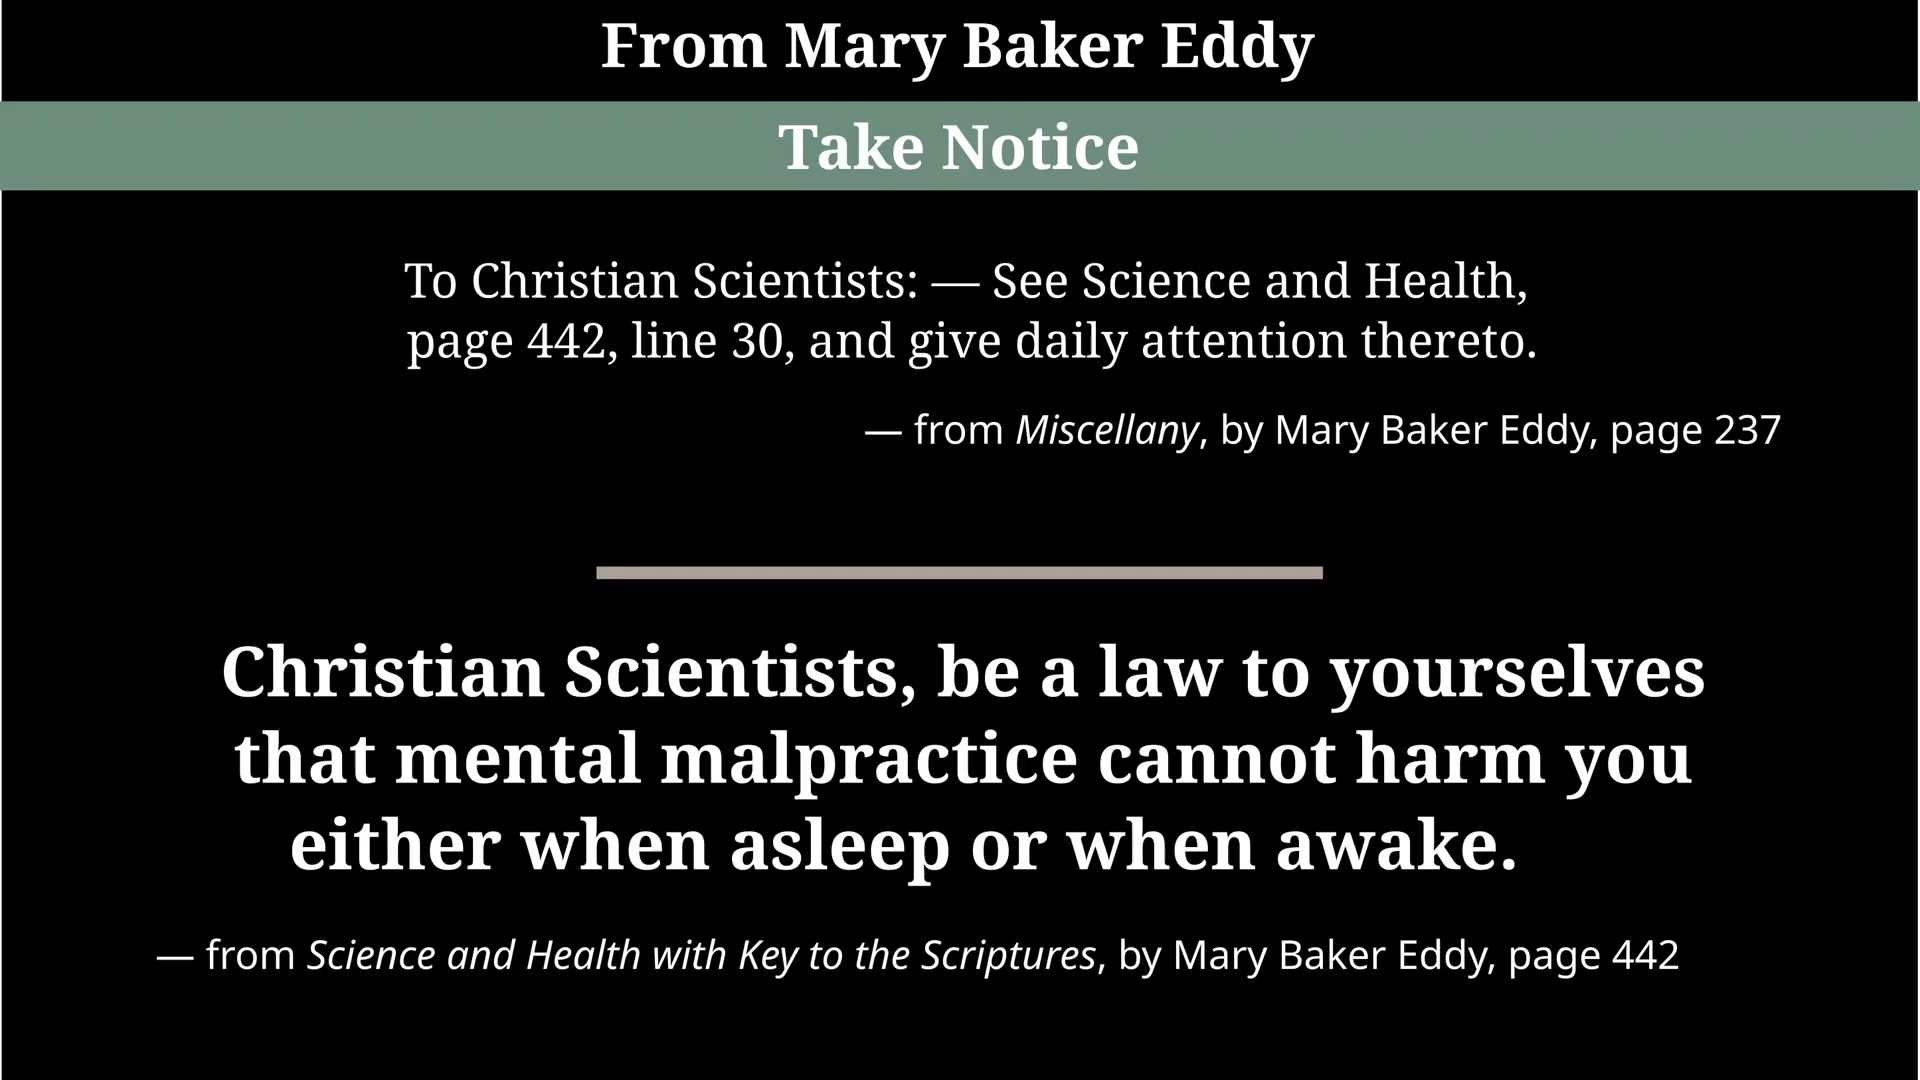 From Mary Baker Eddy
Take Notice
To Christian Scientists: — See Science and Health,
page 442, line 30, and give daily attention thereto.
— from Miscellany, by Mary Baker Eddy, page 237
Christian Scientists, be a law to yourselves
that mental malpractice cannot harm you
either when asleep or when awake.
— from Science and Health with Key to the Scriptures, by Mary Baker Eddy, page 442